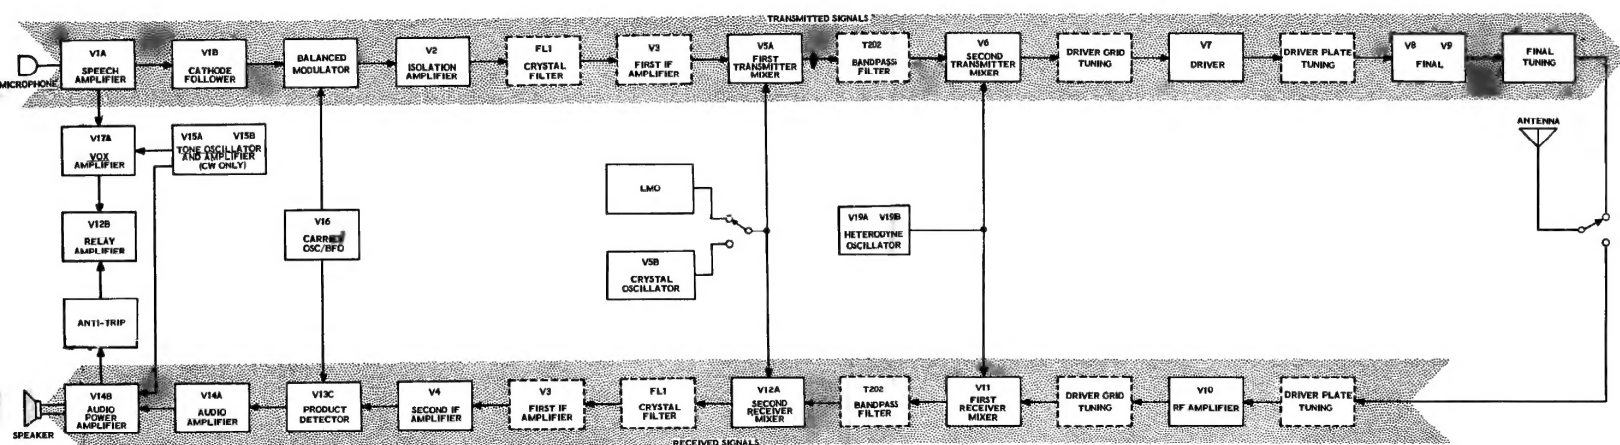 TRANSMITTED SIGNALS
MICROPHONE
V1A
SPEECH
AMPLIFIER
V1B
CATHODE
FOLLOWER
BALANCED
MODULATOR
V2
ISOLATION
AMPLIFIER
FL1
CRYSTAL
FILTER
V3
FIRST IF
AMPLIFIER
V5A
FIRST
TRANSMITTER
MIXER
T202
BANDPASS
FILTER
V6
SECOND
TRANSMITTER
MIXER
DRIVER GRID
TUNING
V7
DRIVER
DRIVER PLATE
TUNING
V8 V9
FINAL
FINAL
TUNING
V17A
VOX
AMPLIFIER
V15A V15B
TONE OSCILLATOR
AND AMPLIFIER
(CW ONLY)
ANTENNA
LMO
V12B
RELAY
AMPLIFIER
V16
CARRIER
OSC/BFO
V19A V19B
HETERODYNE
OSCILLATOR
V5B
CRYSTAL
OSCILLATOR
ANTI-TRIP
SPEAKER
V14B
AUDIO
POWER
AMPLIFIER
V14A
AUDIO
AMPLIFIER
V13C
PRODUCT
DETECTOR
V4
SECOND IF
AMPLIFIER
V3
FIRST IF
AMPLIFIER
FL1
CRYSTAL
FILTER
V12A
SECOND
RECEIVER
MIXER
T202
BANDPASS
FILTER
V11
FIRST
RECEIVER
MIXER
DRIVER GRID
TUNING
V10
RF AMPLIFIER
DRIVER PLATE
TUNING
RECEIVED SIGNALS